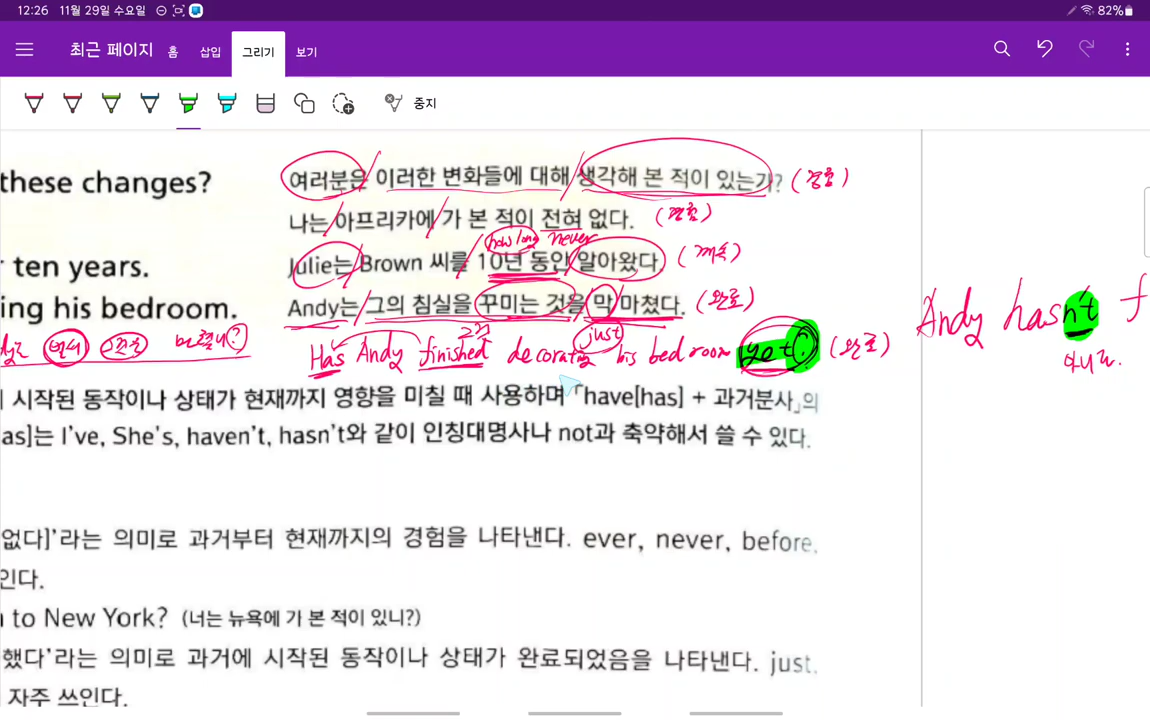 12:26 11월 29일 수요일 82%
최근 페이지 홈 삽입 그리기 보기
중지
these changes? 여러분은 이러한 변화들에 대해 생각해 본 적이 있는가? (경험)
나는 아프리카에 가 본 적이 전혀 없다. (경험)
how long never
ten years. Julie는 Brown 씨를 10년 동안 알아왔다. (계속)
ing his bedroom. Andy는 그의 침실을 꾸미는 것을 막 마쳤다. (완료)
just
Has Andy finished decorating his bedroom yet? (완료)
Andy hasn't f
아니고.
시작된 동작이나 상태가 현재까지 영향을 미칠 때 사용하며 「have[has] + 과거분사」의
as]는 I've, She's, haven't, hasn't와 같이 인칭대명사나 not과 축약해서 쓸 수 있다.
없다]'라는 의미로 과거부터 현재까지의 경험을 나타낸다. ever, never, before,
인다.
to New York? (너는 뉴욕에 가 본 적이 있니?)
했다'라는 의미로 과거에 시작된 동작이나 상태가 완료되었음을 나타낸다. just,
자주 쓰인다.